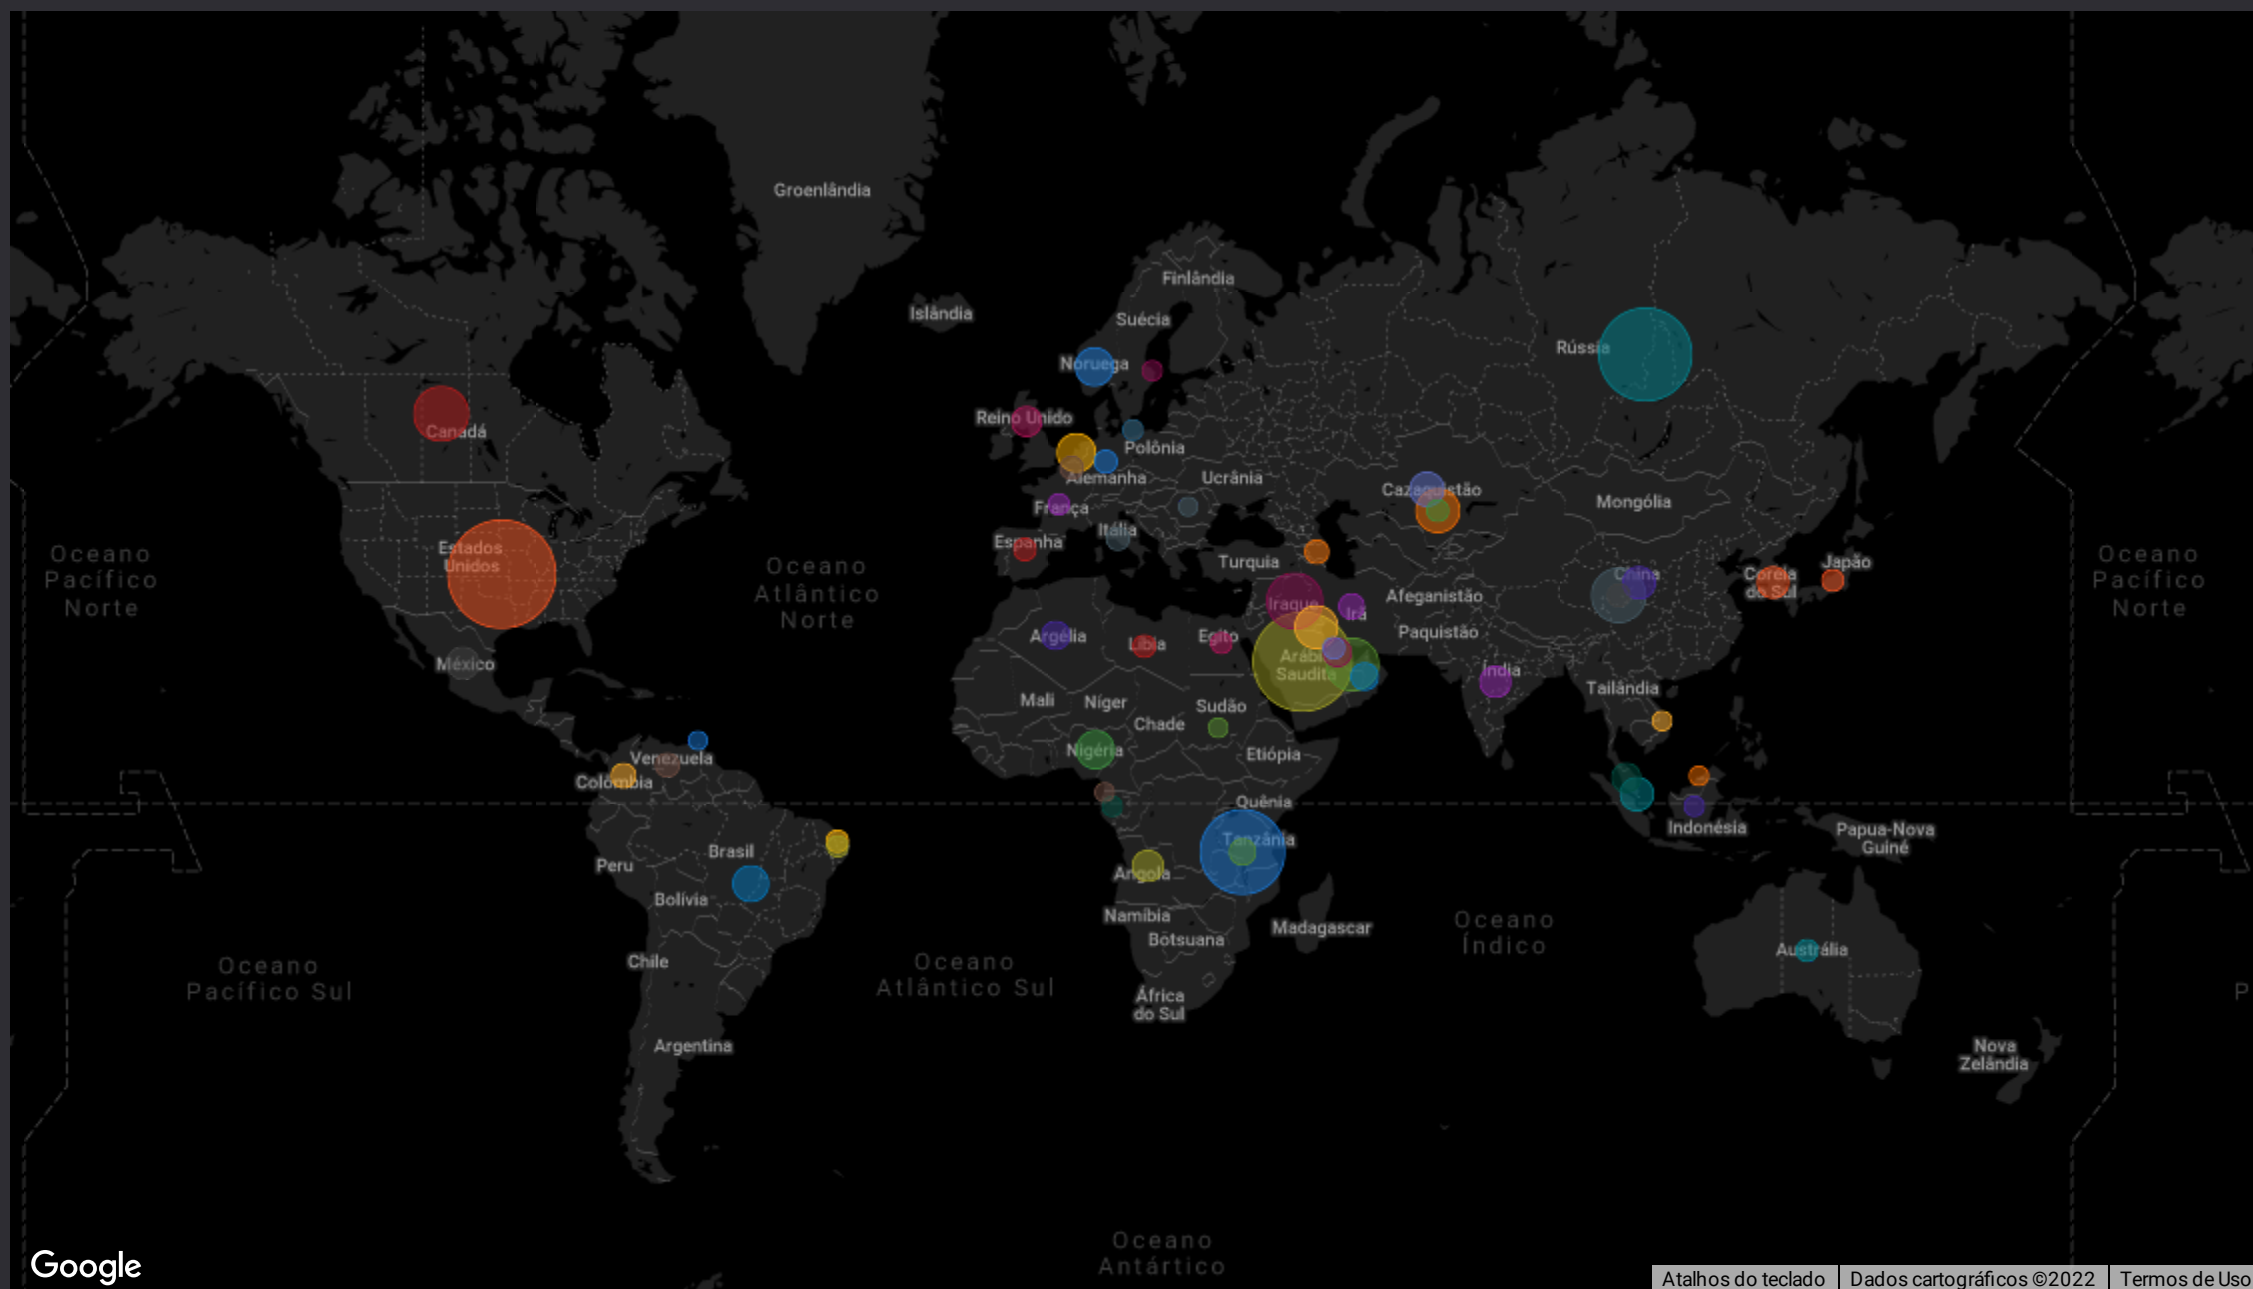 Groenlândia
Finlândia
Islândia
Suécia
Rússia
Noruega
Reino Unido
Canadá
Polônia
Alemanha
Ucrânia
Cazaquistão
Mongólia
França
Itália
Espanha
Estados
Unidos
Oceano
Pacífico
Norte
Oceano
Atlântico
Norte
Turquia
China
Coreia
do Sul
Japão
Oceano
Pacífico
Norte
Iraque
Irã
Afeganistão
Paquistão
Argélia
Líbia
Egito
México
Arábia
Saudita
Índia
Tailândia
Mali
Níger
Chade
Sudão
Nigéria
Etiópia
Venezuela
Colômbia
Quênia
Tanzânia
Indonésia
Papua-Nova
Guiné
Brasil
Peru
Bolívia
Angola
Namíbia
Botsuana
Madagascar
Oceano
Índico
Austrália
Chile
Oceano
Pacífico Sul
Oceano
Atlântico Sul
África
do Sul
P
Argentina
Nova
Zelândia
Oceano
Antártico
Google
Atalhos do teclado
Dados cartográficos ©2022
Termos de Uso